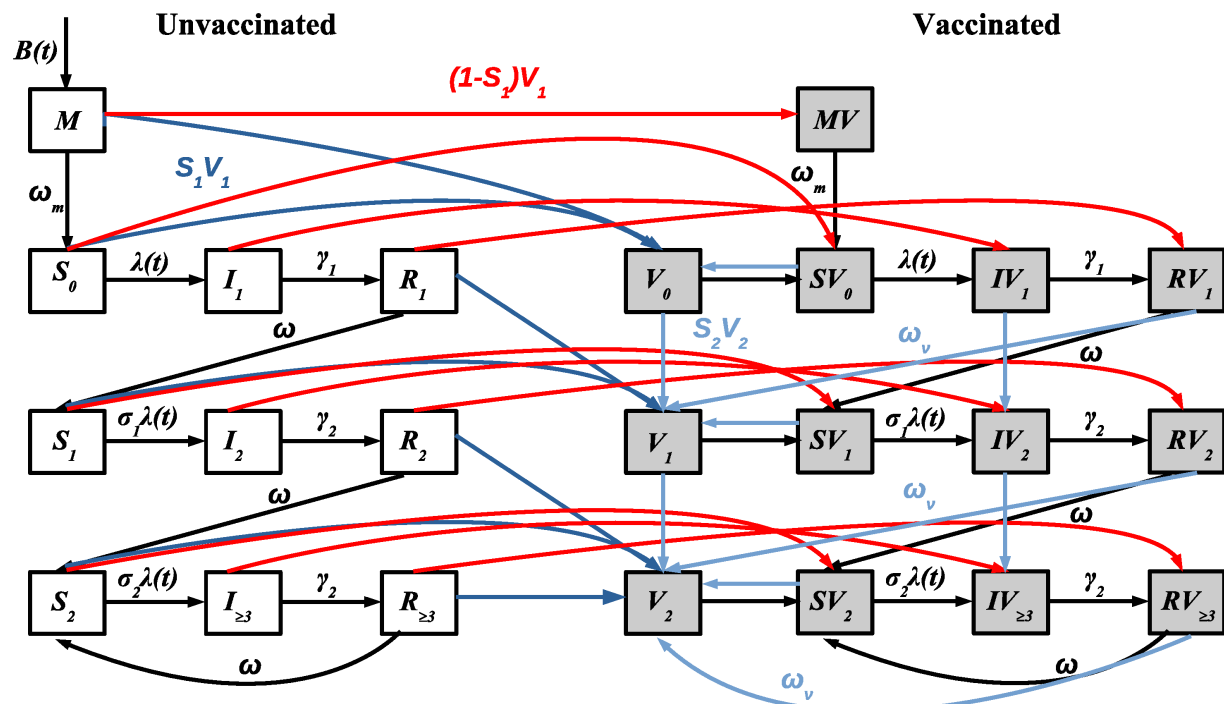 Unvaccinated Vaccinated
B(t)
(1-S₁)V₁
M MV
S₁V₁
ωₘ ωₘ
S₀ λ(t) I₁ γ₁ R₁ V₀ SV₀ λ(t) IV₁ γ₁ RV₁
ω S₂V₂ ωᵥ ω
S₁ σ₁λ(t) I₂ γ₂ R₂ V₁ SV₁ σ₁λ(t) IV₂ γ₂ RV₂
ω ωᵥ ω
S₂ σ₂λ(t) I≥₃ γ₂ R≥₃ V₂ SV₂ σ₂λ(t) IV≥₃ γ₂ RV≥₃
ω ωᵥ ω